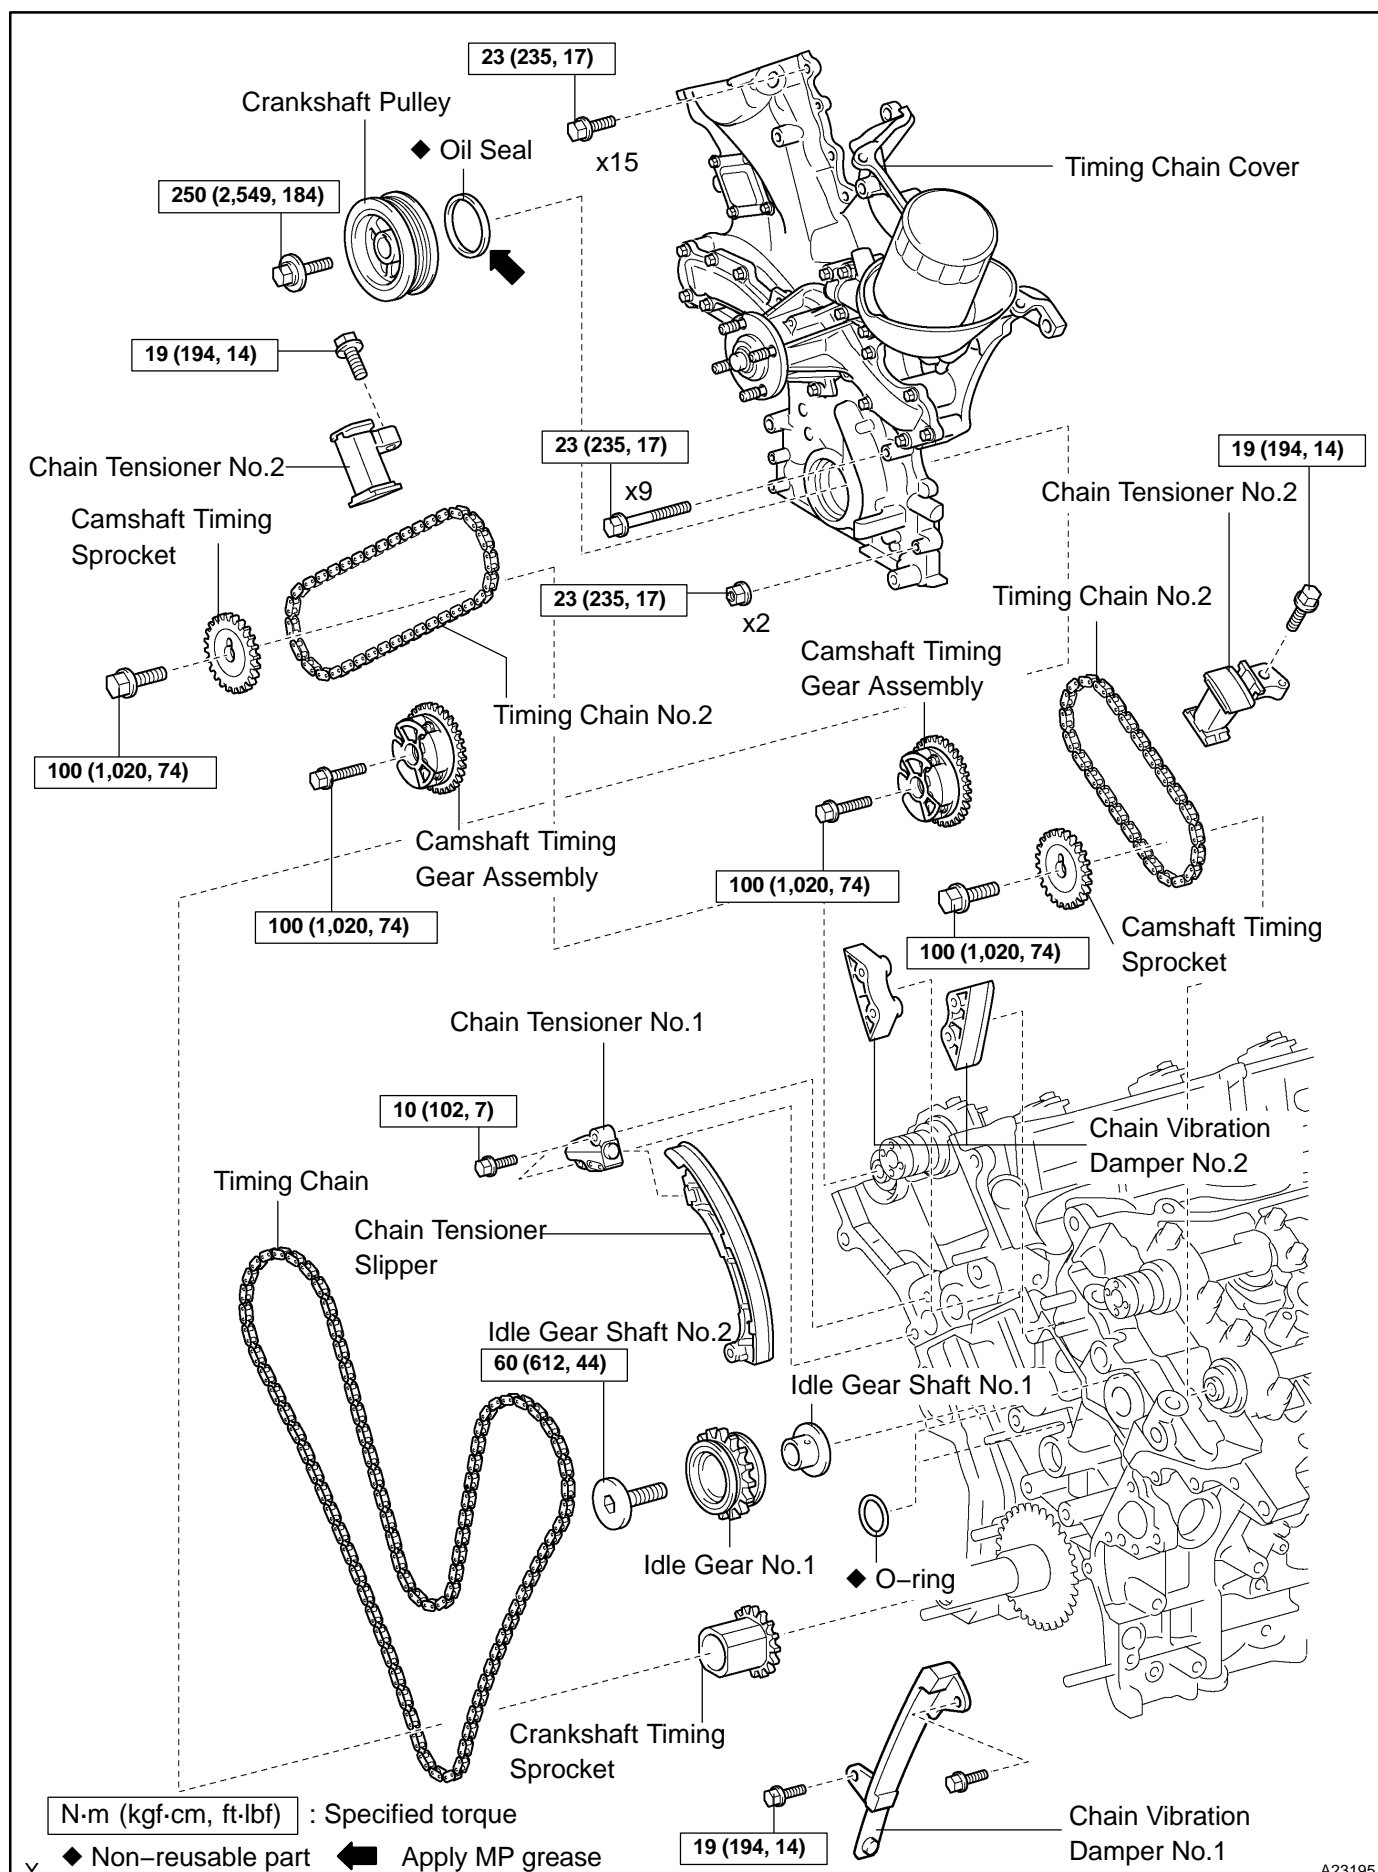 23 (235, 17)
Crankshaft Pulley
◆ Oil Seal
x15
Timing Chain Cover
250 (2,549, 184)
19 (194, 14)
Chain Tensioner No.2
23 (235, 17)
x9
19 (194, 14)
Chain Tensioner No.2
Camshaft Timing
Sprocket
23 (235, 17)
x2
Timing Chain No.2
Camshaft Timing
Gear Assembly
Timing Chain No.2
100 (1,020, 74)
Camshaft Timing
Gear Assembly
100 (1,020, 74)
100 (1,020, 74)
100 (1,020, 74)
Camshaft Timing
Sprocket
Chain Tensioner No.1
10 (102, 7)
Chain Vibration
Damper No.2
Timing Chain
Chain Tensioner
Slipper
Idle Gear Shaft No.2
60 (612, 44)
Idle Gear Shaft No.1
Idle Gear No.1
◆ O−ring
Crankshaft Timing
Sprocket
N·m (kgf·cm, ft·lbf) : Specified torque
19 (194, 14)
Chain Vibration
Damper No.1
◆ Non−reusable part
Apply MP grease
A23195